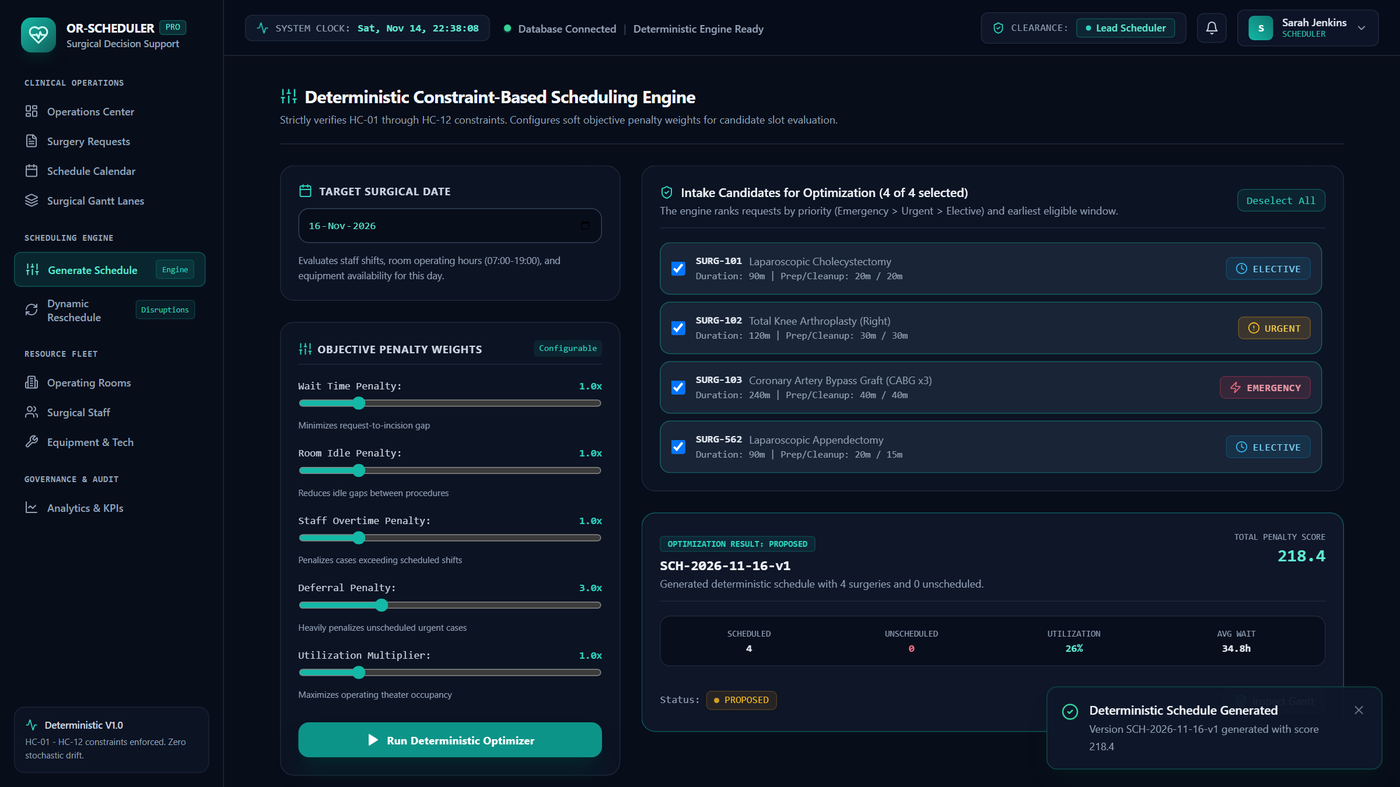 OR-SCHEDULER PRO
Surgical Decision Support
CLINICAL OPERATIONS
Operations Center
Surgery Requests
Schedule Calendar
Surgical Gantt Lanes
SCHEDULING ENGINE
Generate Schedule Engine
Dynamic
Reschedule
Disruptions
RESOURCE FLEET
Operating Rooms
Surgical Staff
Equipment & Tech
GOVERNANCE & AUDIT
Analytics & KPIs
Deterministic V1.0
HC-01 - HC-12 constraints enforced. Zero
stochastic drift.
SYSTEM CLOCK: Sat, Nov 14, 22:38:08
Database Connected | Deterministic Engine Ready
CLEARANCE: Lead Scheduler
S
Sarah Jenkins
SCHEDULER
Deterministic Constraint-Based Scheduling Engine
Strictly verifies HC-01 through HC-12 constraints. Configures soft objective penalty weights for candidate slot evaluation.
TARGET SURGICAL DATE
16-Nov-2026
Evaluates staff shifts, room operating hours (07:00-19:00), and
equipment availability for this day.
OBJECTIVE PENALTY WEIGHTS Configurable
Wait Time Penalty: 1.0x
Minimizes request-to-incision gap
Room Idle Penalty: 1.0x
Reduces idle gaps between procedures
Staff Overtime Penalty: 1.0x
Penalizes cases exceeding scheduled shifts
Deferral Penalty: 3.0x
Heavily penalizes unscheduled urgent cases
Utilization Multiplier: 1.0x
Maximizes operating theater occupancy
Run Deterministic Optimizer
Intake Candidates for Optimization (4 of 4 selected)
The engine ranks requests by priority (Emergency > Urgent > Elective) and earliest eligible window.
Deselect All
SURG-101 Laparoscopic Cholecystectomy
Duration: 90m | Prep/Cleanup: 20m / 20m
ELECTIVE
SURG-102 Total Knee Arthroplasty (Right)
Duration: 120m | Prep/Cleanup: 30m / 30m
URGENT
SURG-103 Coronary Artery Bypass Graft (CABG x3)
Duration: 240m | Prep/Cleanup: 40m / 40m
EMERGENCY
SURG-562 Laparoscopic Appendectomy
Duration: 90m | Prep/Cleanup: 20m / 15m
ELECTIVE
OPTIMIZATION RESULT: PROPOSED
SCH-2026-11-16-v1
Generated deterministic schedule with 4 surgeries and 0 unscheduled.
TOTAL PENALTY SCORE
218.4
SCHEDULED UNSCHEDULED UTILIZATION AVG WAIT
4 0 26% 34.8h
Status: PROPOSED
Deterministic Schedule Generated
Version SCH-2026-11-16-v1 generated with score
218.4